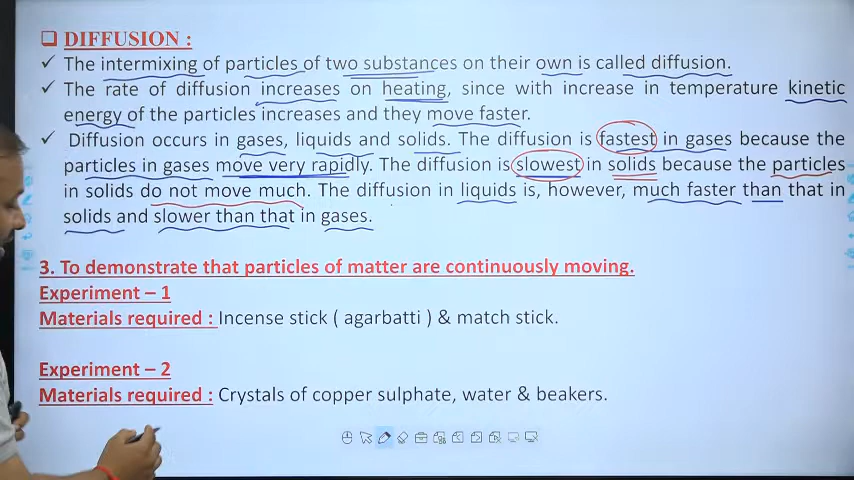 ❑ DIFFUSION :
✓ The intermixing of particles of two substances on their own is called diffusion.
✓ The rate of diffusion increases on heating, since with increase in temperature kinetic
energy of the particles increases and they move faster.
✓ Diffusion occurs in gases, liquids and solids. The diffusion is fastest in gases because the
particles in gases move very rapidly. The diffusion is slowest in solids because the particles
in solids do not move much. The diffusion in liquids is, however, much faster than that in
solids and slower than that in gases.
3. To demonstrate that particles of matter are continuously moving.
Experiment – 1
Materials required : Incense stick ( agarbatti ) & match stick.
Experiment – 2
Materials required : Crystals of copper sulphate, water & beakers.